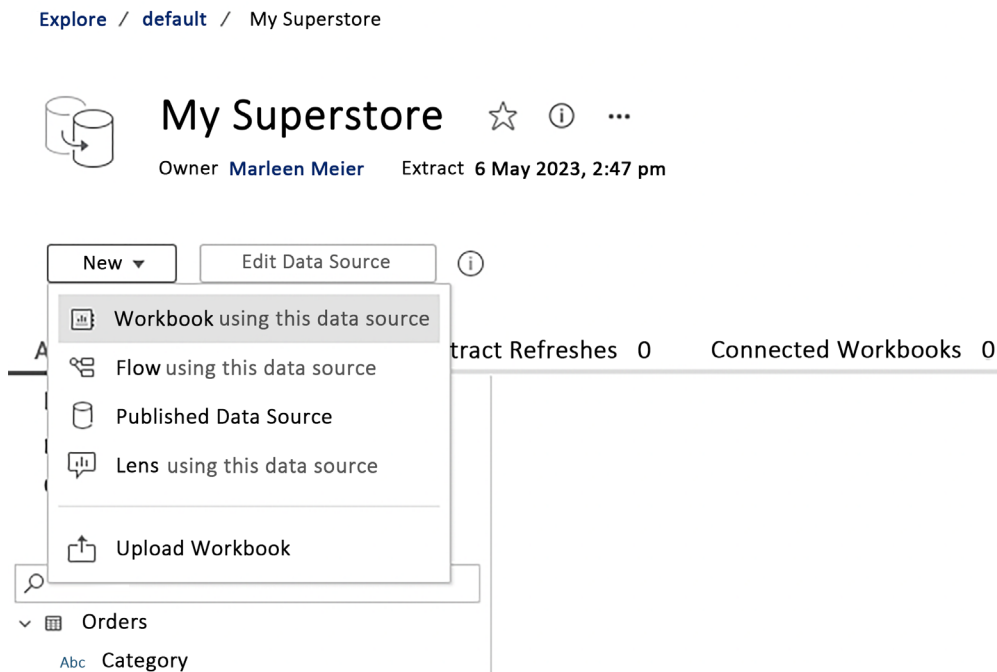 Explore / default / My Superstore
My Superstore
Owner Marleen Meier Extract 6 May 2023, 2:47 pm
New Edit Data Source
Workbook using this data source
Flow using this data source
Published Data Source
Lens using this data source
Upload Workbook
Refreshes 0 Connected Workbooks 0
Orders
Abc Category